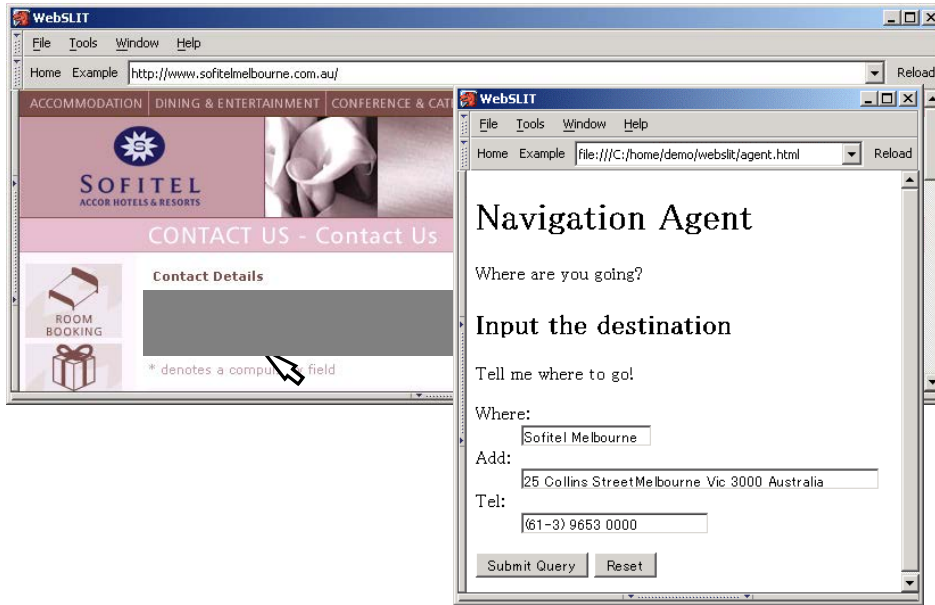 WebSLIT
File Tools Window Help
Home Example http://www.sofitelmelbourne.com.au/ Reload
ACCOMMODATION DINING & ENTERTAINMENT CONFERENCE &
SOFITEL
ACCOR HOTELS & RESORTS
CONTACT US - Contact Us
Contact Details
ROOM
BOOKING
* denotes a field
WebSLIT
File Tools Window Help
Home Example file:///C:/home/demo/webslit/agent.html Reload
Navigation Agent
Where are you going?
Input the destination
Tell me where to go!
Where:
Sofitel Melbourne
Add:
25 Collins StreetMelbourne Vic 3000 Australia
Tel:
(61-3) 9653 0000
Submit Query Reset